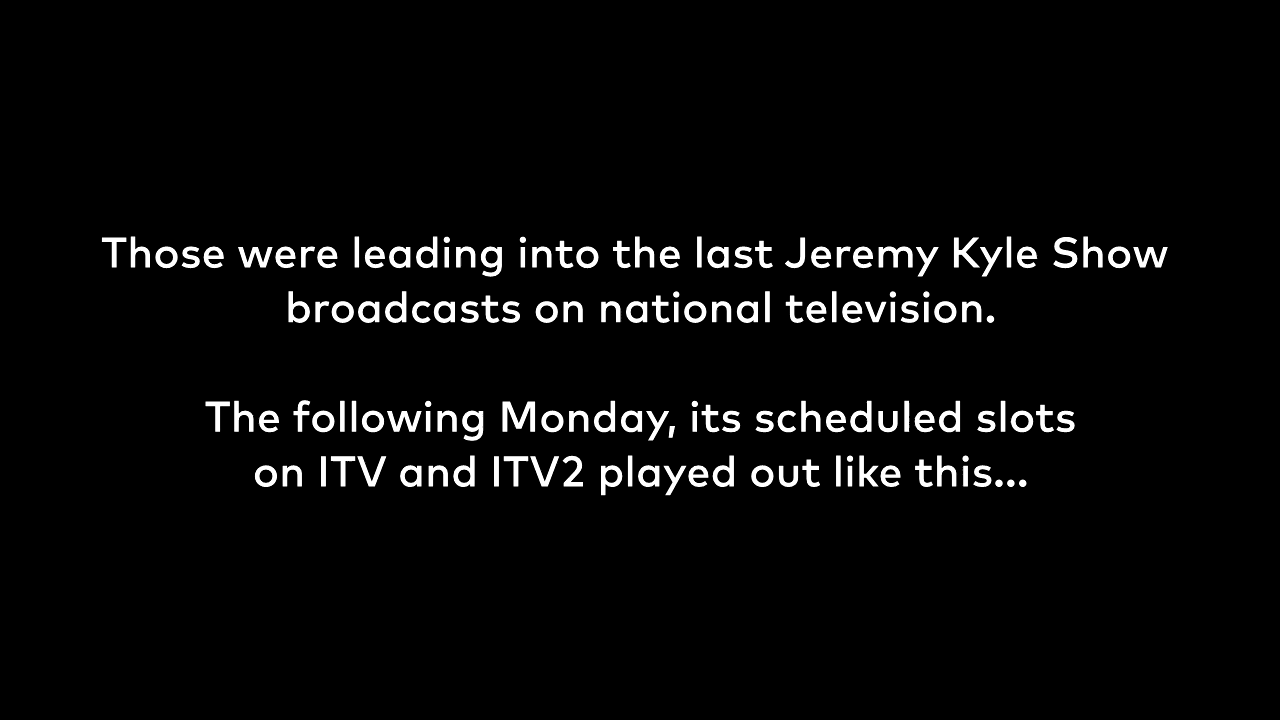 Those were leading into the last Jeremy Kyle Show
broadcasts on national television.
The following Monday, its scheduled slots
on ITV and ITV2 played out like this...